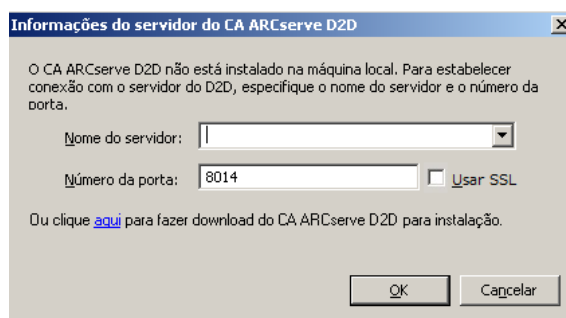 Informações do servidor do CA ARCserve D2D
O CA ARCserve D2D não está instalado na máquina local. Para estabelecer
conexão com o servidor do D2D, especifique o nome do servidor e o número da
porta.
Nome do servidor:
Número da porta: 8014 Usar SSL
Ou clique aqui para fazer download do CA ARCserve D2D para instalação.
OK Cancelar